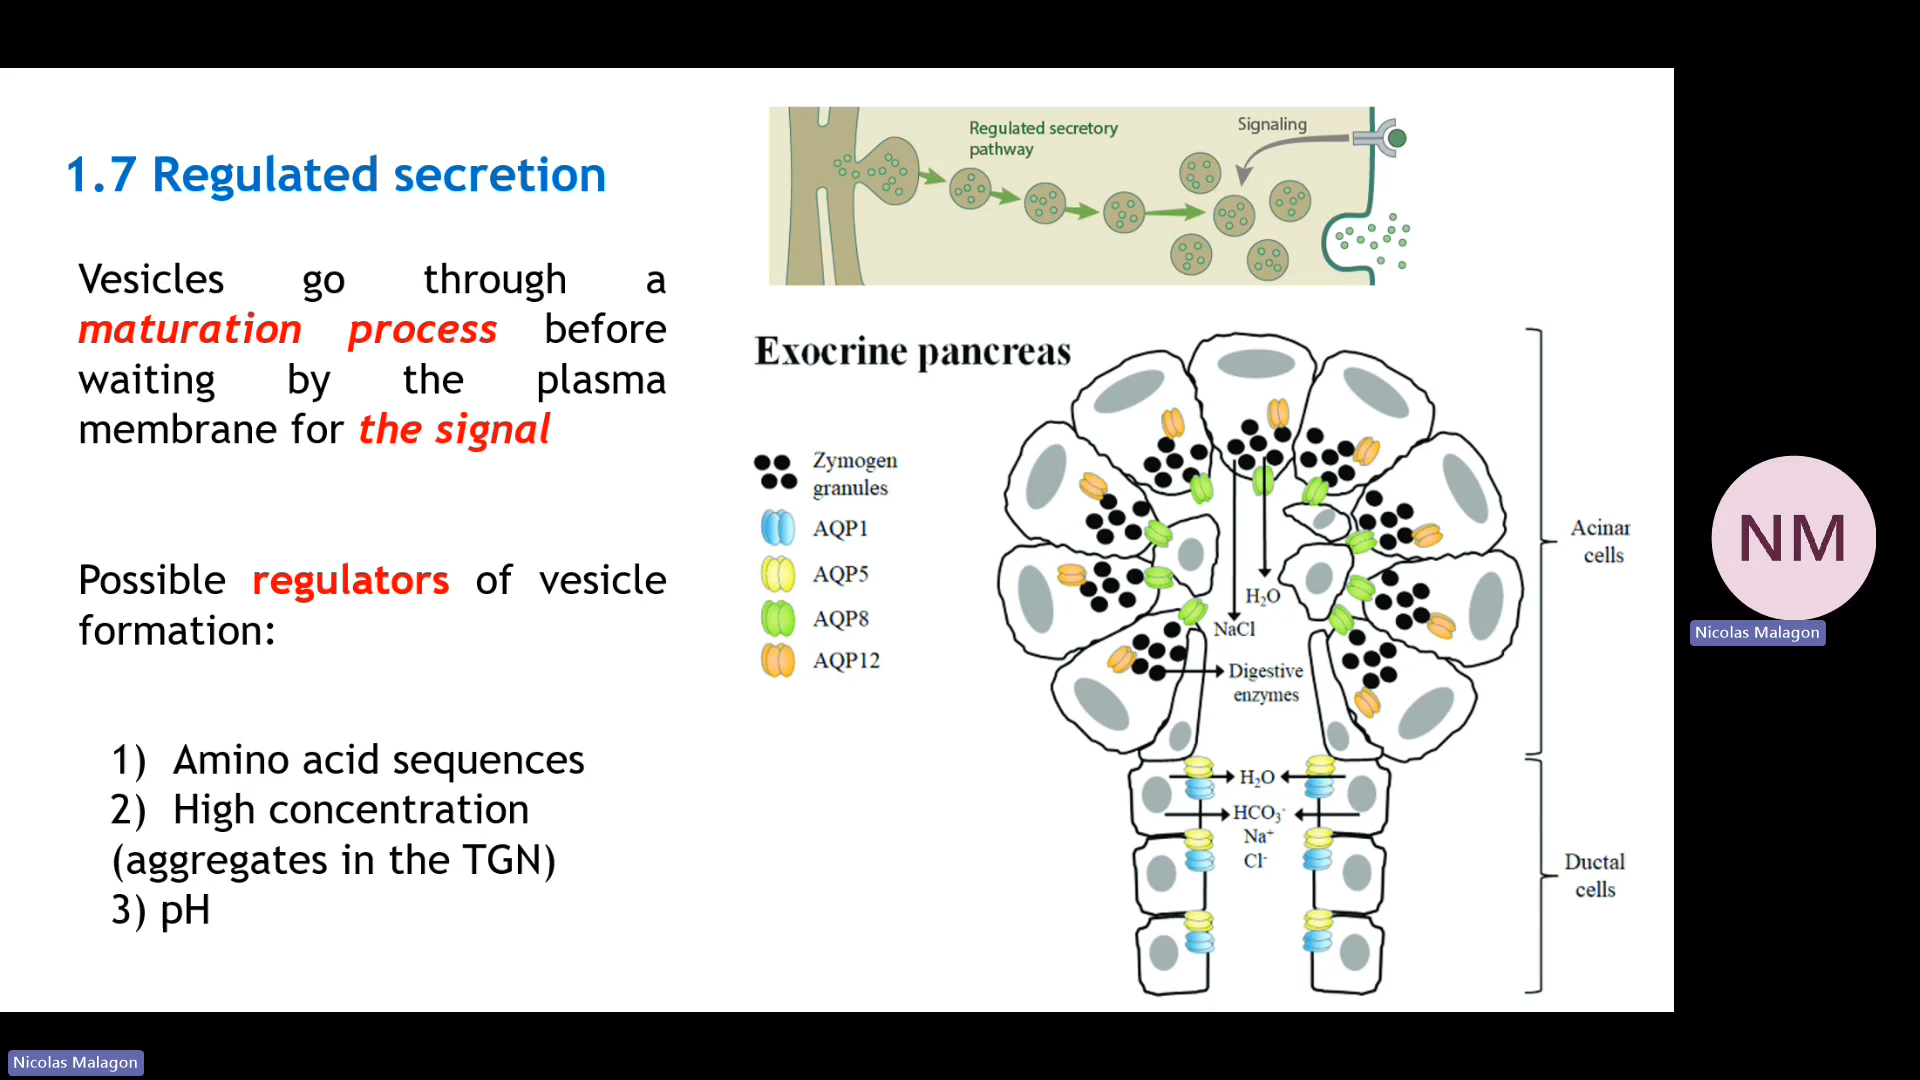 1.7 Regulated secretion
Vesicles go through a
maturation process before
waiting by the plasma
membrane for the signal
Possible regulators of vesicle
formation:
1) Amino acid sequences
2) High concentration
(aggregates in the TGN)
3) pH
Regulated secretory
pathway
Signaling
Exocrine pancreas
Zymogen
granules
AQP1
AQP5
AQP8
AQP12
H₂O
NaCl
Digestive
enzymes
H₂O
HCO₃⁻
Na⁺
Cl⁻
Acinar
cells
Ductal
cells
NM
Nicolas Malagon
Nicolas Malagon